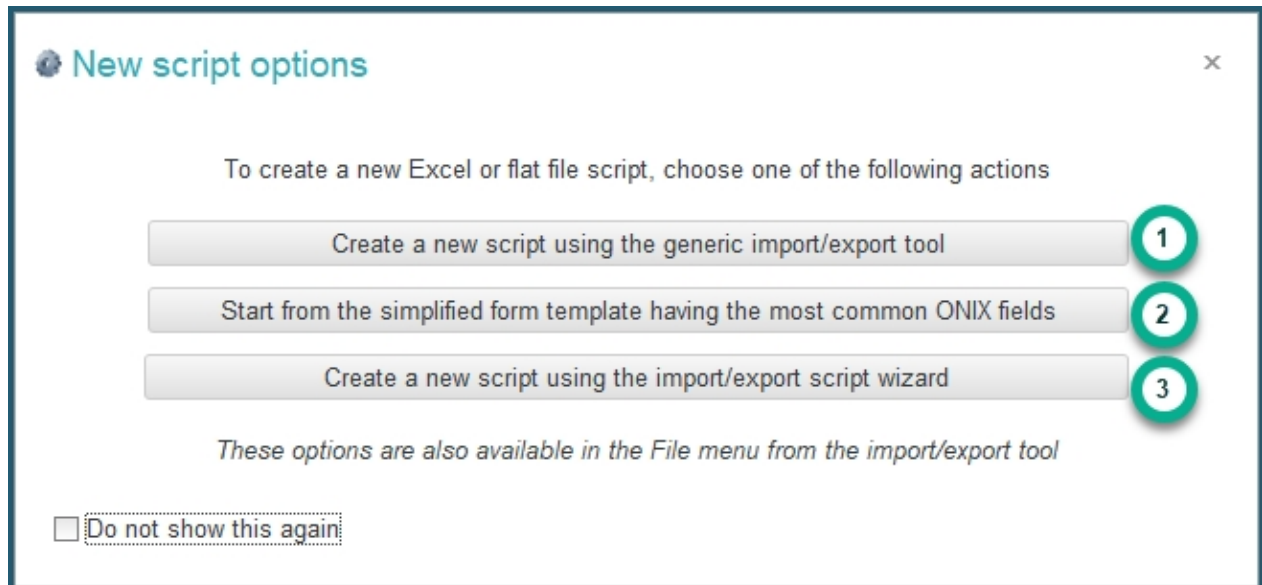 New script options
×
To create a new Excel or flat file script, choose one of the following actions
Create a new script using the generic import/export tool
1
Start from the simplified form template having the most common ONIX fields
2
Create a new script using the import/export script wizard
3
These options are also available in the File menu from the import/export tool
Do not show this again